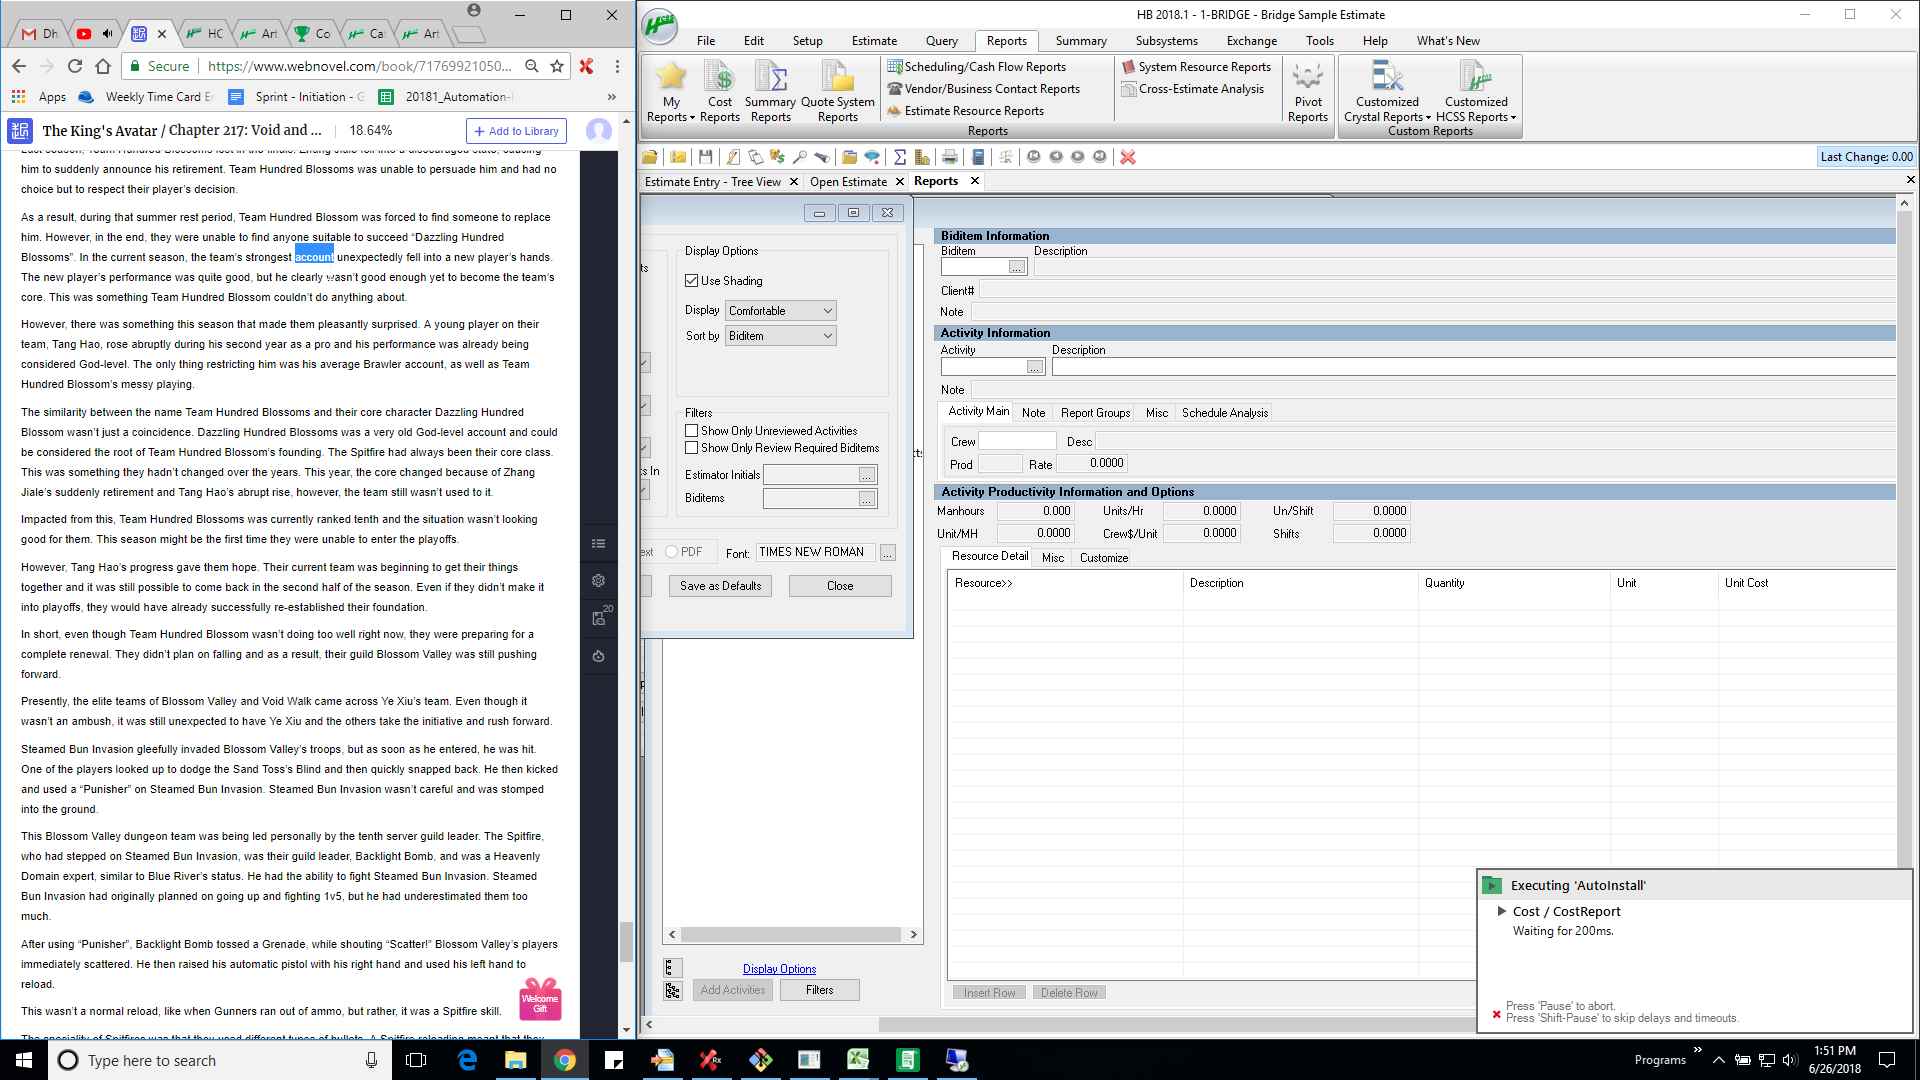 Dh
HC
Art
Co
Ca
Art
Secure
https://www.webnovel.com/book/71769921050...
Apps
Weekly Time Card E
Sprint - Initiation - G
20181_Automation-
The King's Avatar / Chapter 217: Void and ...
18.64%
+ Add to Library
him to suddenly announce his retirement. Team Hundred Blossoms was unable to persuade him and had no
choice but to respect their player's decision.
As a result, during that summer rest period, Team Hundred Blossom was forced to find someone to replace
him. However, in the end, they were unable to find anyone suitable to succeed “Dazzling Hundred
Blossoms”. In the current season, the team's strongest account unexpectedly fell into a new player's hands.
The new player's performance was quite good, but he clearly wasn't good enough yet to become the team's
core. This was something Team Hundred Blossom couldn't do anything about.
However, there was something this season that made them pleasantly surprised. A young player on their
team, Tang Hao, rose abruptly during his second year as a pro and his performance was already being
considered God-level. The only thing restricting him was his average Brawler account, as well as Team
Hundred Blossom's messy playing.
The similarity between the name Team Hundred Blossoms and their core character Dazzling Hundred
Blossom wasn't just a coincidence. Dazzling Hundred Blossoms was a very old God-level account and could
be considered the root of Team Hundred Blossom's founding. The Spitfire had always been their core class.
This was something they hadn't changed over the years. This year, the core changed because of Zhang
Jiale's suddenly retirement and Tang Hao's abrupt rise, however, the team still wasn't used to it.
Impacted from this, Team Hundred Blossoms was currently ranked tenth and the situation wasn't looking
good for them. This season might be the first time they were unable to enter the playoffs.
However, Tang Hao's progress gave them hope. Their current team was beginning to get their things
together and it was still possible to come back in the second half of the season. Even if they didn't make it
into playoffs, they would have already successfully re-established their foundation.
In short, even though Team Hundred Blossom wasn't doing too well right now, they were preparing for a
complete renewal. They didn't plan on falling and as a result, their guild Blossom Valley was still pushing
forward.
Presently, the elite teams of Blossom Valley and Void Walk came across Ye Xiu's team. Even though it
wasn't an ambush, it was still unexpected to have Ye Xiu and the others take the initiative and rush forward.
Steamed Bun Invasion gleefully invaded Blossom Valley's troops, but as soon as he entered, he was hit.
One of the players looked up to dodge the Sand Toss's Blind and then quickly snapped back. He then kicked
and used a “Punisher” on Steamed Bun Invasion. Steamed Bun Invasion wasn't careful and was stomped
into the ground.
This Blossom Valley dungeon team was being led personally by the tenth server guild leader. The Spitfire,
who had stepped on Steamed Bun Invasion, was their guild leader, Backlight Bomb, and was a Heavenly
Domain expert, similar to Blue River's status. He had the ability to fight Steamed Bun Invasion. Steamed
Bun Invasion had originally planned on going up and fighting 1v5, but he had underestimated them too
much.
After using “Punisher”, Backlight Bomb tossed a Grenade, while shouting “Scatter!” Blossom Valley's players
immediately scattered. He then raised his automatic pistol with his right hand and used his left hand to
reload.
This wasn't a normal reload, like when Gunners ran out of ammo, but rather, it was a Spitfire skill.
20
Welcome
Gift
HB 2018.1 - 1-BRIDGE - Bridge Sample Estimate
File
Edit
Setup
Estimate
Query
Reports
Summary
Subsystems
Exchange
Tools
Help
What's New
My Reports
Cost Reports
Summary Reports
Quote System Reports
Scheduling/Cash Flow Reports
Vendor/Business Contact Reports
Estimate Resource Reports
System Resource Reports
Cross-Estimate Analysis
Pivot Reports
Customized Crystal Reports
Customized HCSS Reports
Reports
Custom Reports
Last Change: 0.00
Estimate Entry - Tree View
Open Estimate
Reports
Display Options
Use Shading
Display Comfortable
Sort by Biditem
Filters
Show Only Unreviewed Activities
Show Only Review Required Biditems
Estimator Initials
Biditems
PDF
Font: TIMES NEW ROMAN
Save as Defaults
Close
Display Options
Add Activities
Filters
Biditem Information
Biditem
Description
Client#
Note
Activity Information
Activity
Description
Note
Activity Main
Note
Report Groups
Misc
Schedule Analysis
Crew
Desc
Prod
Rate 0.0000
Activity Productivity Information and Options
Manhours 0.000
Units/Hr 0.0000
Un/Shift 0.0000
Unit/MH 0.0000
Crew$/Unit 0.0000
Shifts 0.0000
Resource Detail
Misc
Customize
Resource>>
Description
Quantity
Unit
Unit Cost
Insert Row
Delete Row
Executing 'AutoInstall'
Cost / CostReport
Waiting for 200ms.
Press 'Pause' to abort.
Press 'Shift-Pause' to skip delays and timeouts.
Type here to search
Programs
1:51 PM
6/26/2018